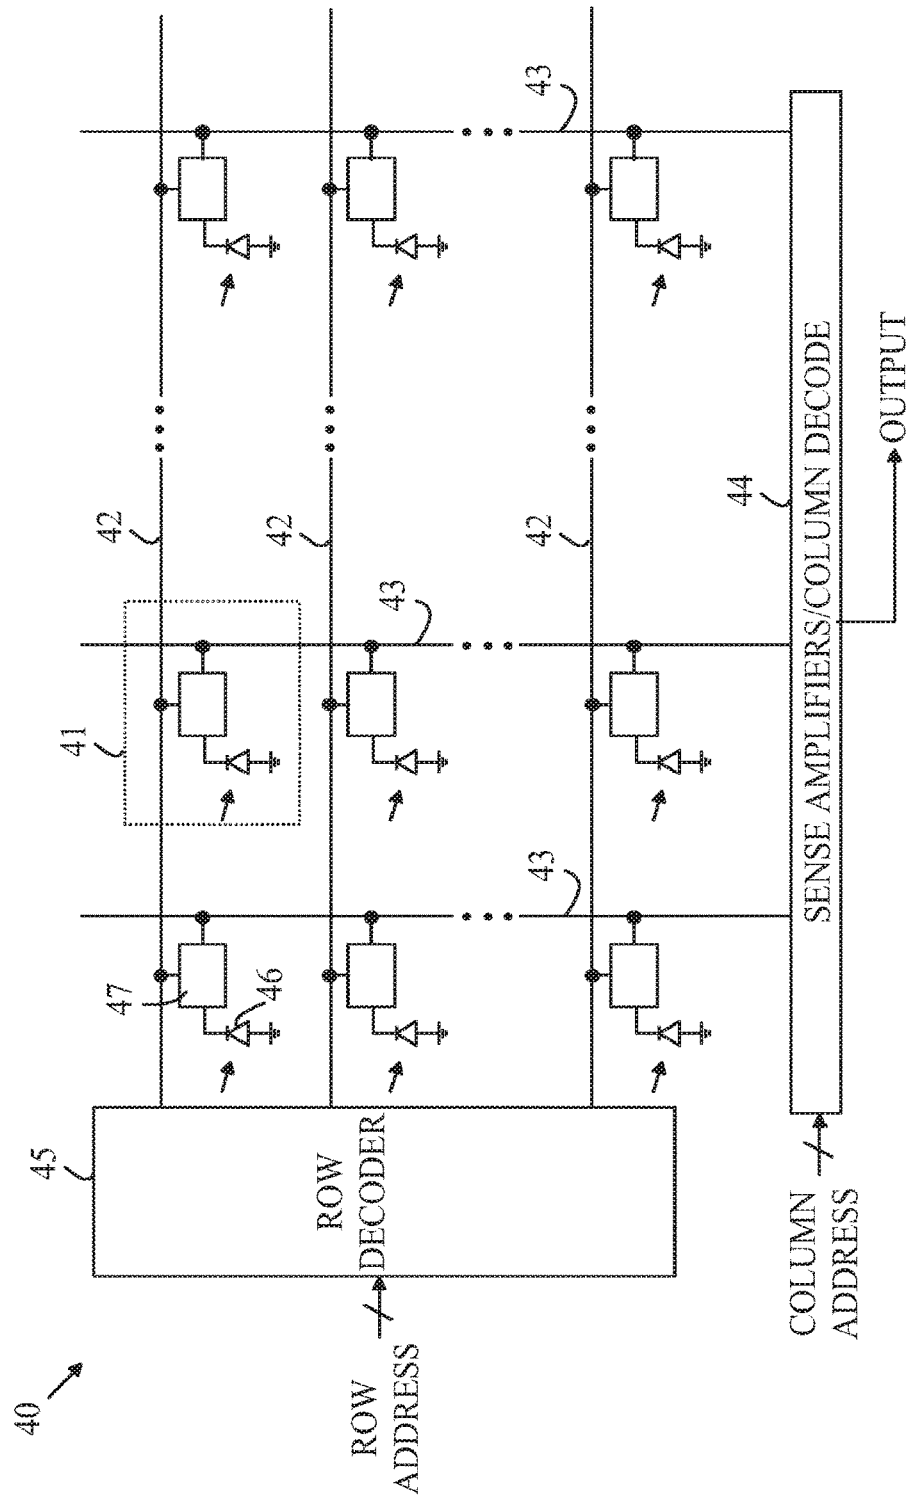 40
45
ROW
DECODER
ROW
ADDRESS
47
46
41
42
42
42
43
43
43
44
SENSE AMPLIFIERS/COLUMN DECODE
COLUMN
ADDRESS
OUTPUT